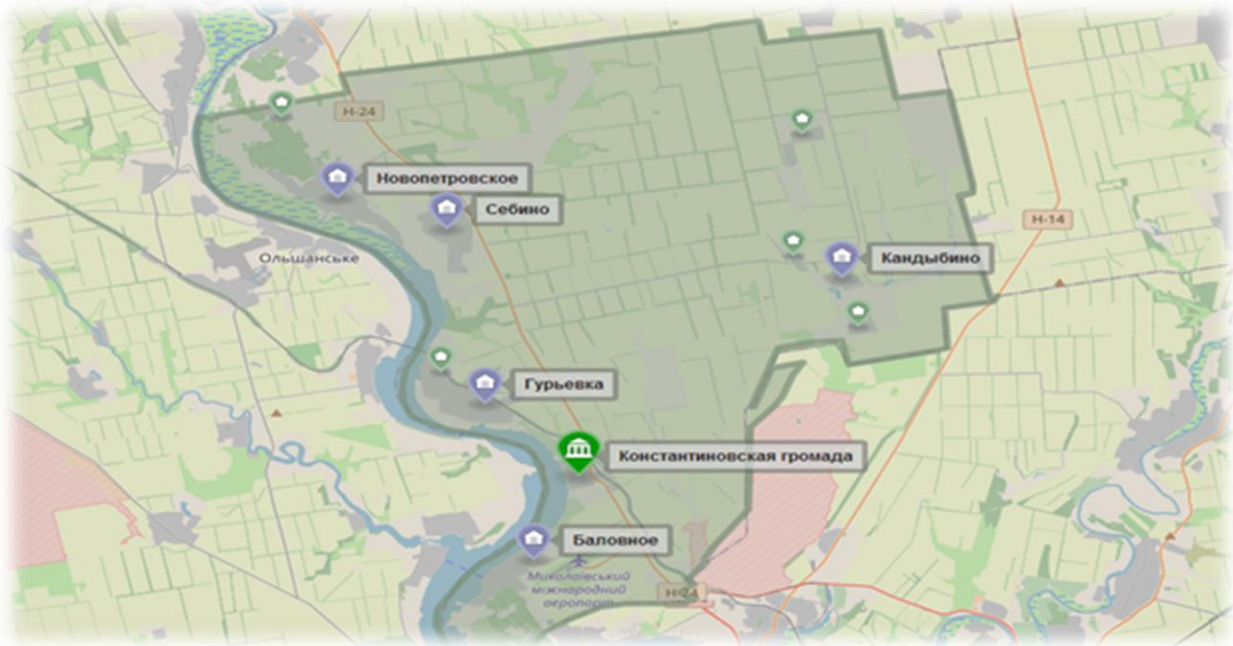 Н-24
Новопетровское
Себино
Н-14
Ольшанське
Кандыбино
Гурьевка
Константиновская громада
Баловное
Миколаївський
міжнародний
аеропорт
Н-24